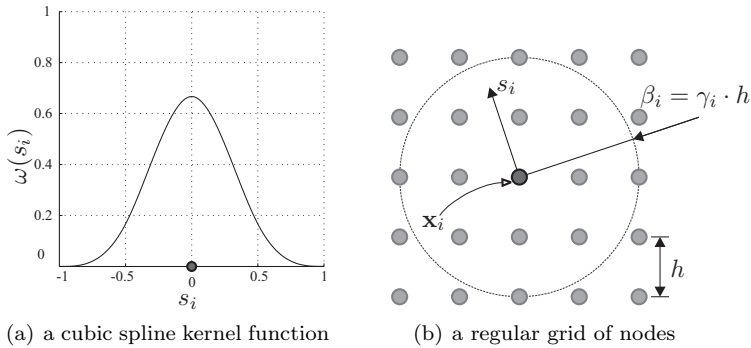 1
0.8
0.6
0.4
0.2
0
ω(s_i)
-1 -0.5 0 0.5 1
s_i
(a) a cubic spline kernel function
s_i
β_i = γ_i · h
x_i
h
(b) a regular grid of nodes